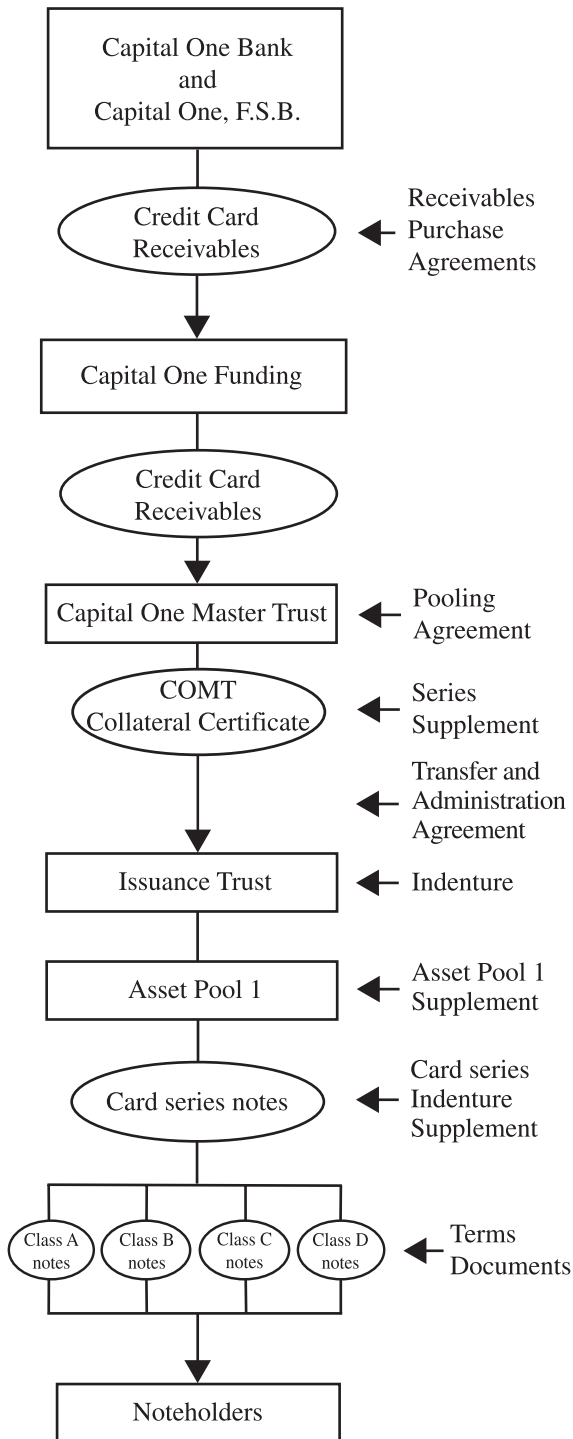 Capital One Bank
and
Capital One, F.S.B.
Credit Card
Receivables
Receivables
Purchase
Agreements
Capital One Funding
Credit Card
Receivables
Capital One Master Trust
Pooling
Agreement
COMT
Collateral Certificate
Series
Supplement
Transfer and
Administration
Agreement
Issuance Trust
Indenture
Asset Pool 1
Asset Pool 1
Supplement
Card series notes
Card series
Indenture
Supplement
Class A
notes
Class B
notes
Class C
notes
Class D
notes
Terms
Documents
Noteholders